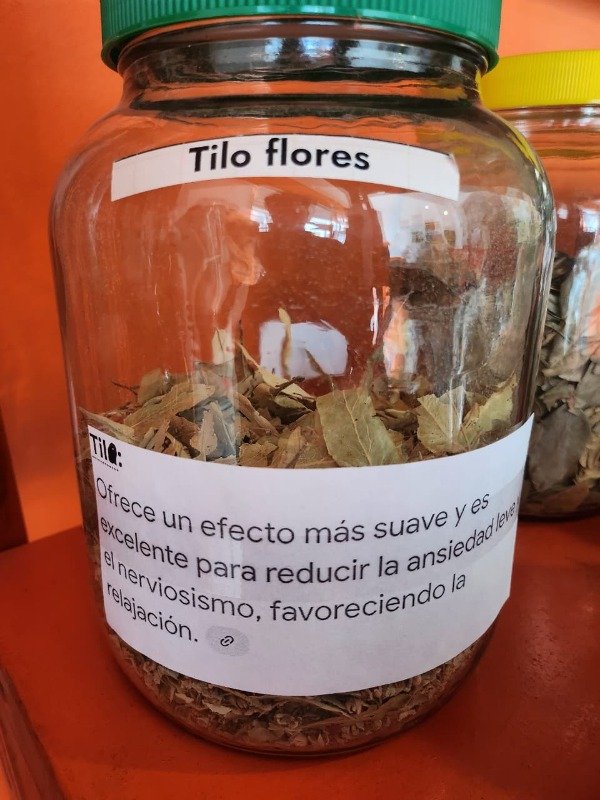 Tilo flores
Tilo:
Ofrece un efecto más suave y es
excelente para reducir la ansiedad leve
el nerviosismo, favoreciendo la
relajación.